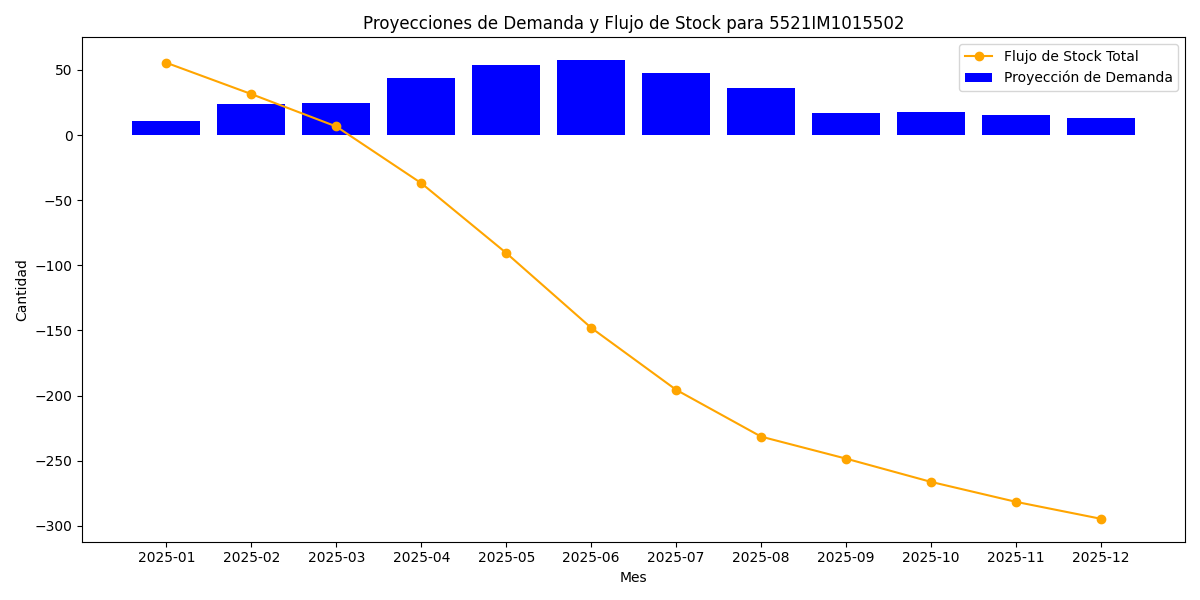 Proyecciones de Demanda y Flujo de Stock para 5521IM1015502
Flujo de Stock Total
Proyección de Demanda
Cantidad
50
0
−50
−100
−150
−200
−250
−300
2025-01 2025-02 2025-03 2025-04 2025-05 2025-06 2025-07 2025-08 2025-09 2025-10 2025-11 2025-12
Mes